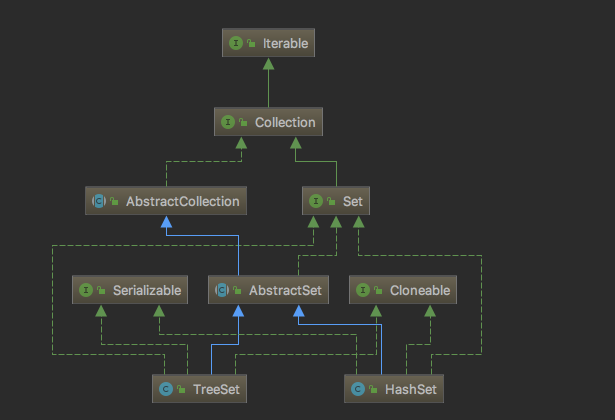 I Iterable
I Collection
C AbstractCollection
I Set
I Serializable
C AbstractSet
I Cloneable
C TreeSet
C HashSet